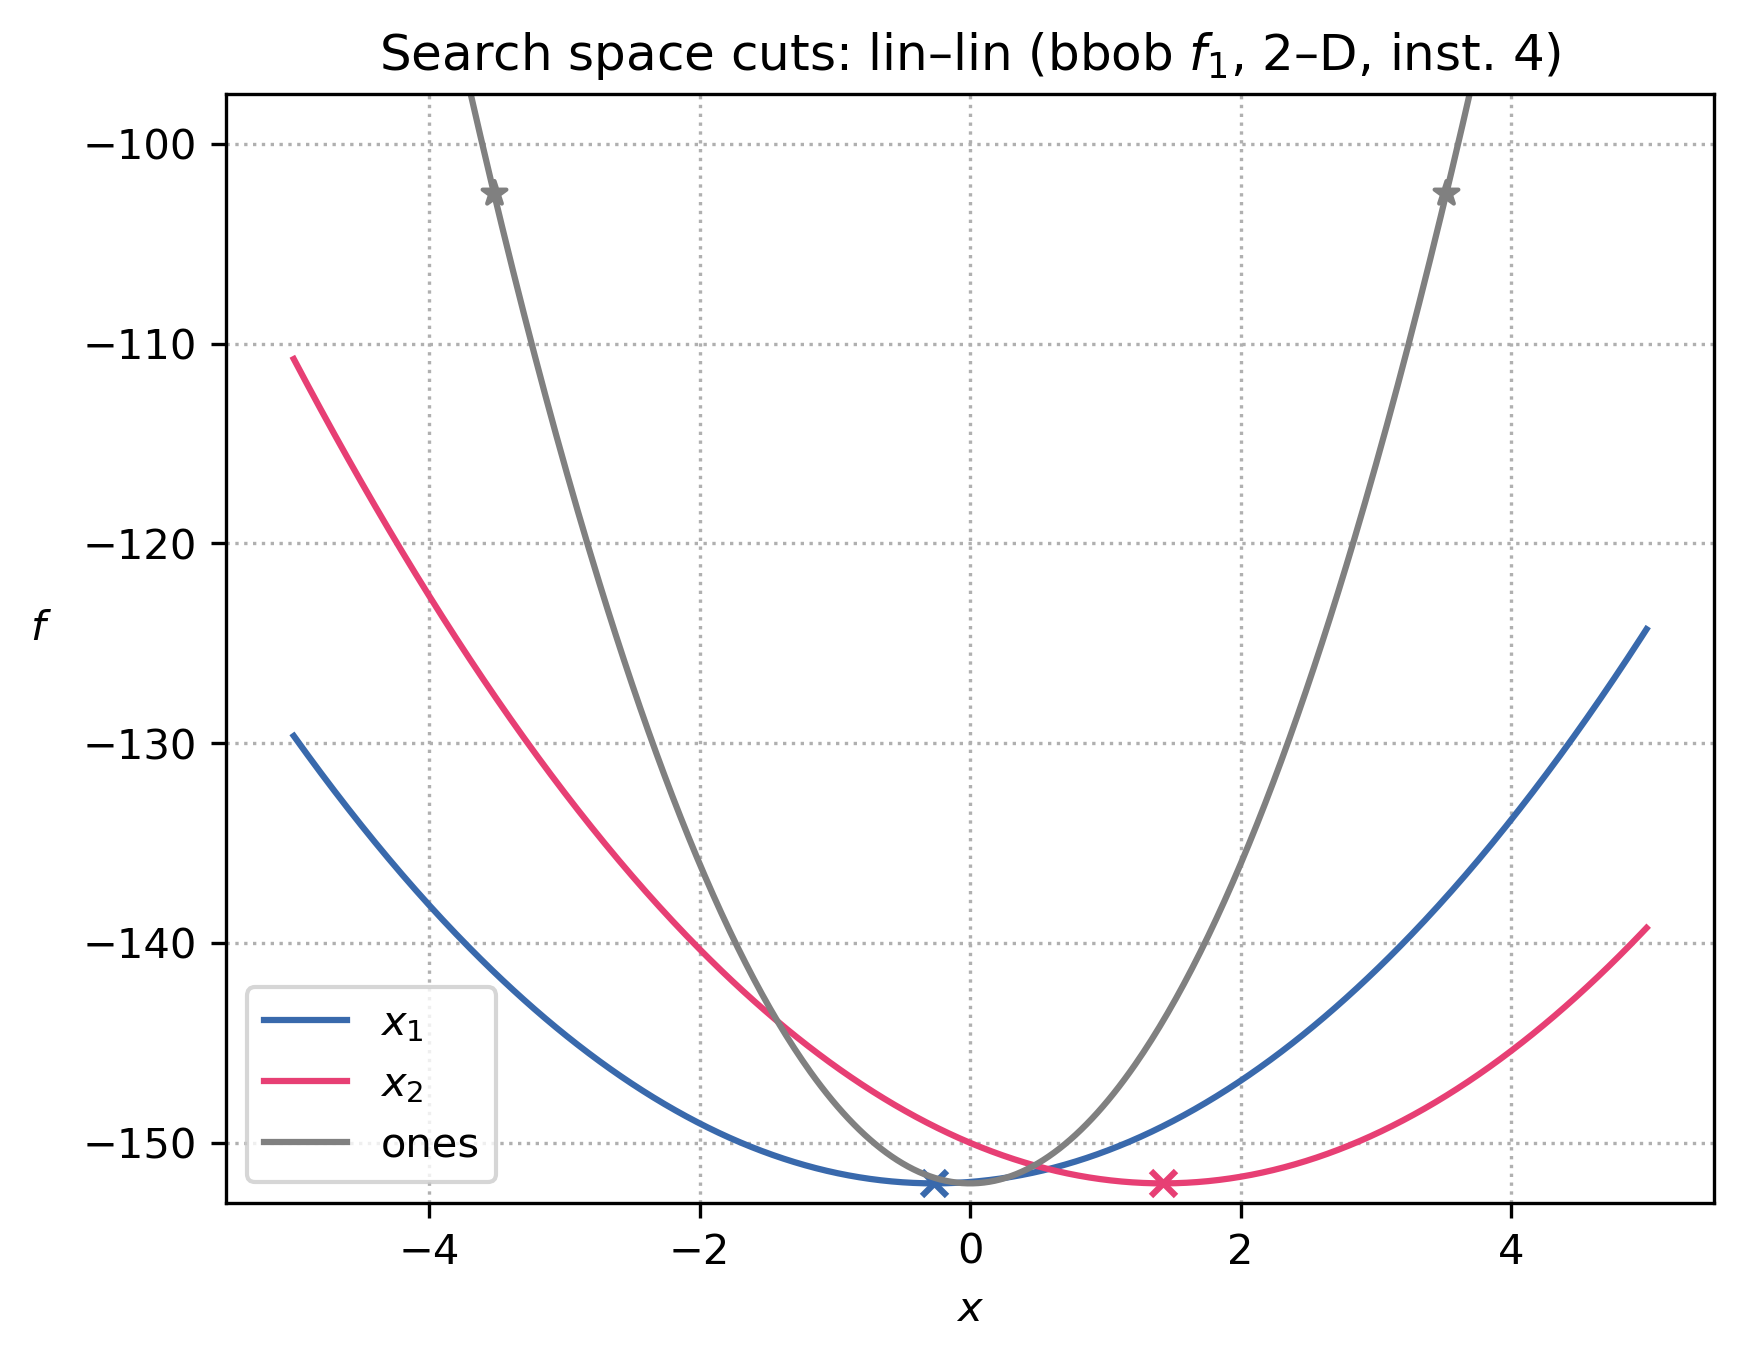 Search space cuts: lin–lin (bbob f₁, 2–D, inst. 4)
−100
−110
−120
f
−130
−140
−150
x₁
x₂
ones
−4 −2 0 2 4
x